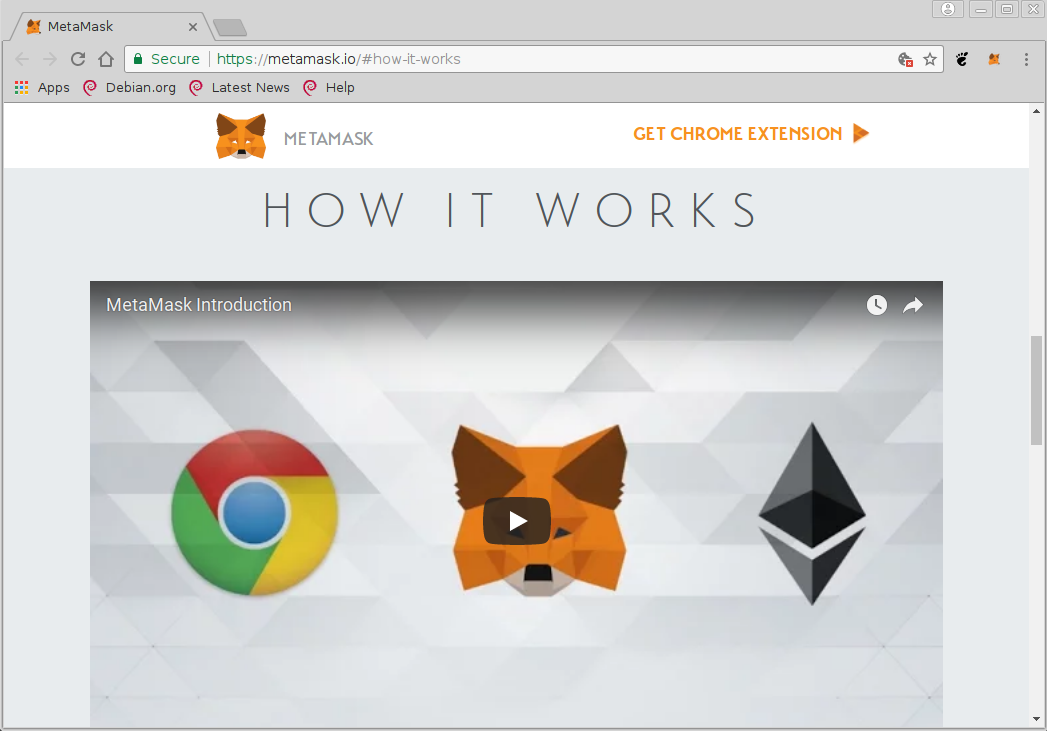 MetaMask
Secure https://metamask.io/#how-it-works
Apps Debian.org Latest News Help
METAMASK GET CHROME EXTENSION
HOW IT WORKS
MetaMask Introduction